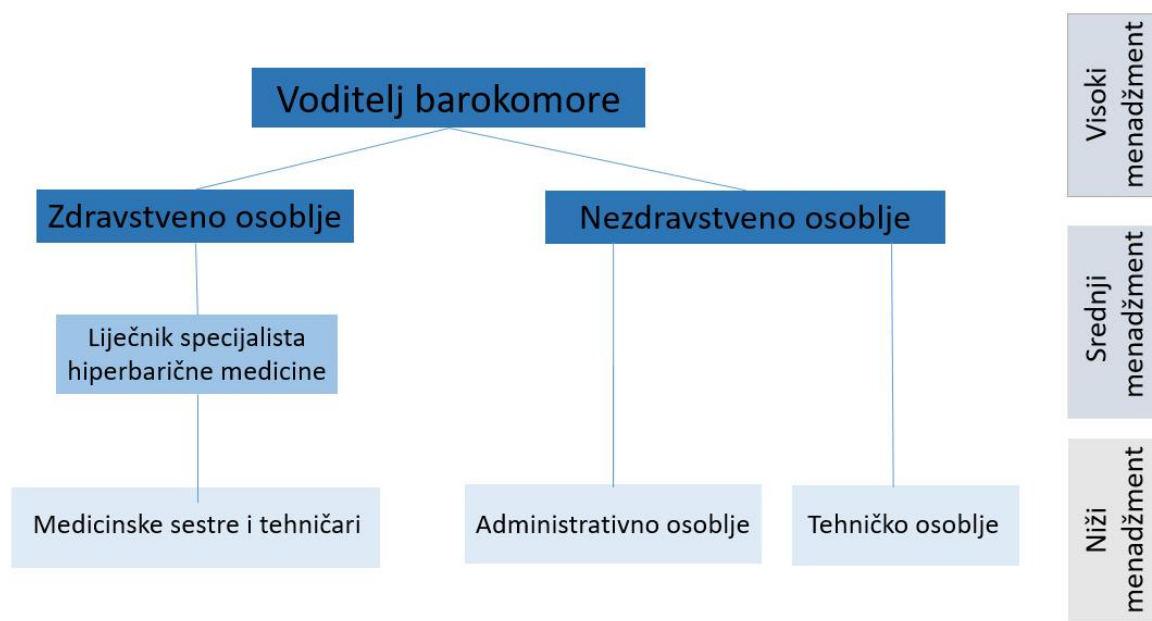 Voditelj barokomore
Zdravstveno osoblje
Nezdravstveno osoblje
Liječnik specijalista
hiperbarične medicine
Medicinske sestre i tehničari
Administrativno osoblje
Tehničko osoblje
Visoki
menadžment
Srednji
menadžment
Niži
menadžment